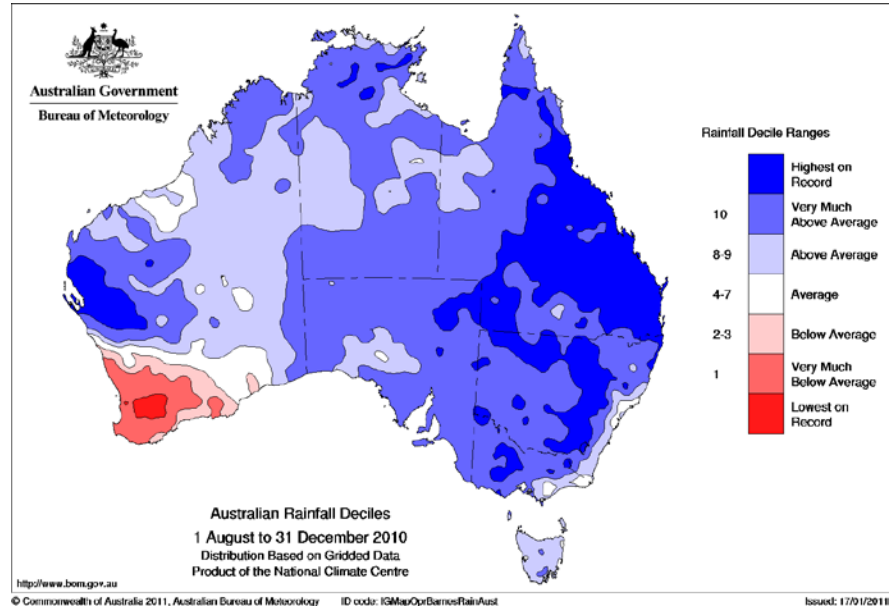 Australian Government
Bureau of Meteorology
Rainfall Decile Ranges
Highest on
Record
10
Very Much
Above Average
8-9
Above Average
4-7
Average
2-3
Below Average
1
Very Much
Below Average
Lowest on
Record
Australian Rainfall Deciles
1 August to 31 December 2010
Distribution Based on Gridded Data
Product of the National Climate Centre
http://www.bom.gov.au
© Commonwealth of Australia 2011, Australian Bureau of Meteorology ID code: IGMapOprBarnesRainAust Issued: 17/01/2011